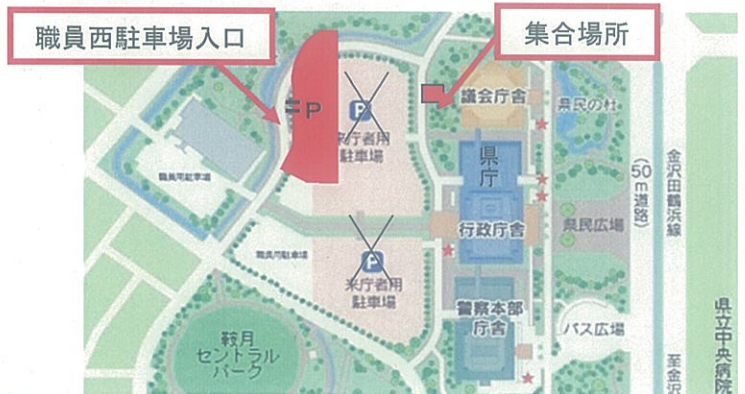 職員西駐車場入口
集合場所
P
P
来庁者用
駐車場
議会庁舎
県民の杜
県
庁
職員用駐車場
行政庁舎
県民広場
金沢田鶴浜線
(50m道路)
職員用駐車場
P
来庁者用
駐車場
警察本部
庁舎
バス広場
鞍月
セントラル
パーク
県立中央病院
至金沢